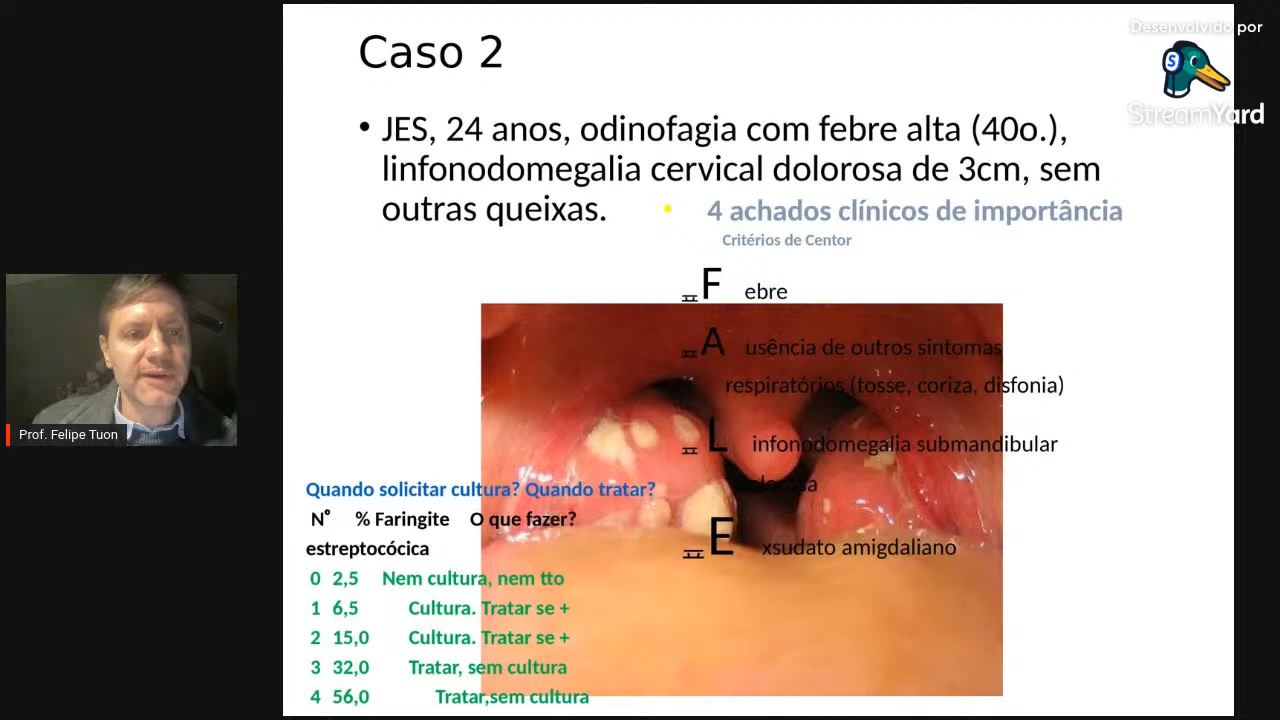 Caso 2
Desenvolvido por
StreamYard
• JES, 24 anos, odinofagia com febre alta (40o.),
linfonodomegalia cervical dolorosa de 3cm, sem
outras queixas.
• 4 achados clínicos de importância
Critérios de Centor
F ebre
A usência de outros sintomas
respiratórios (tosse, coriza, disfonia)
L infonodomegalia submandibular
dolorosa
E xsudato amigdaliano
Quando solicitar cultura? Quando tratar?
Nº % Faringite O que fazer?
estreptocócica
0 2,5 Nem cultura, nem tto
1 6,5 Cultura. Tratar se +
2 15,0 Cultura. Tratar se +
3 32,0 Tratar, sem cultura
4 56,0 Tratar,sem cultura
Prof. Felipe Tuon